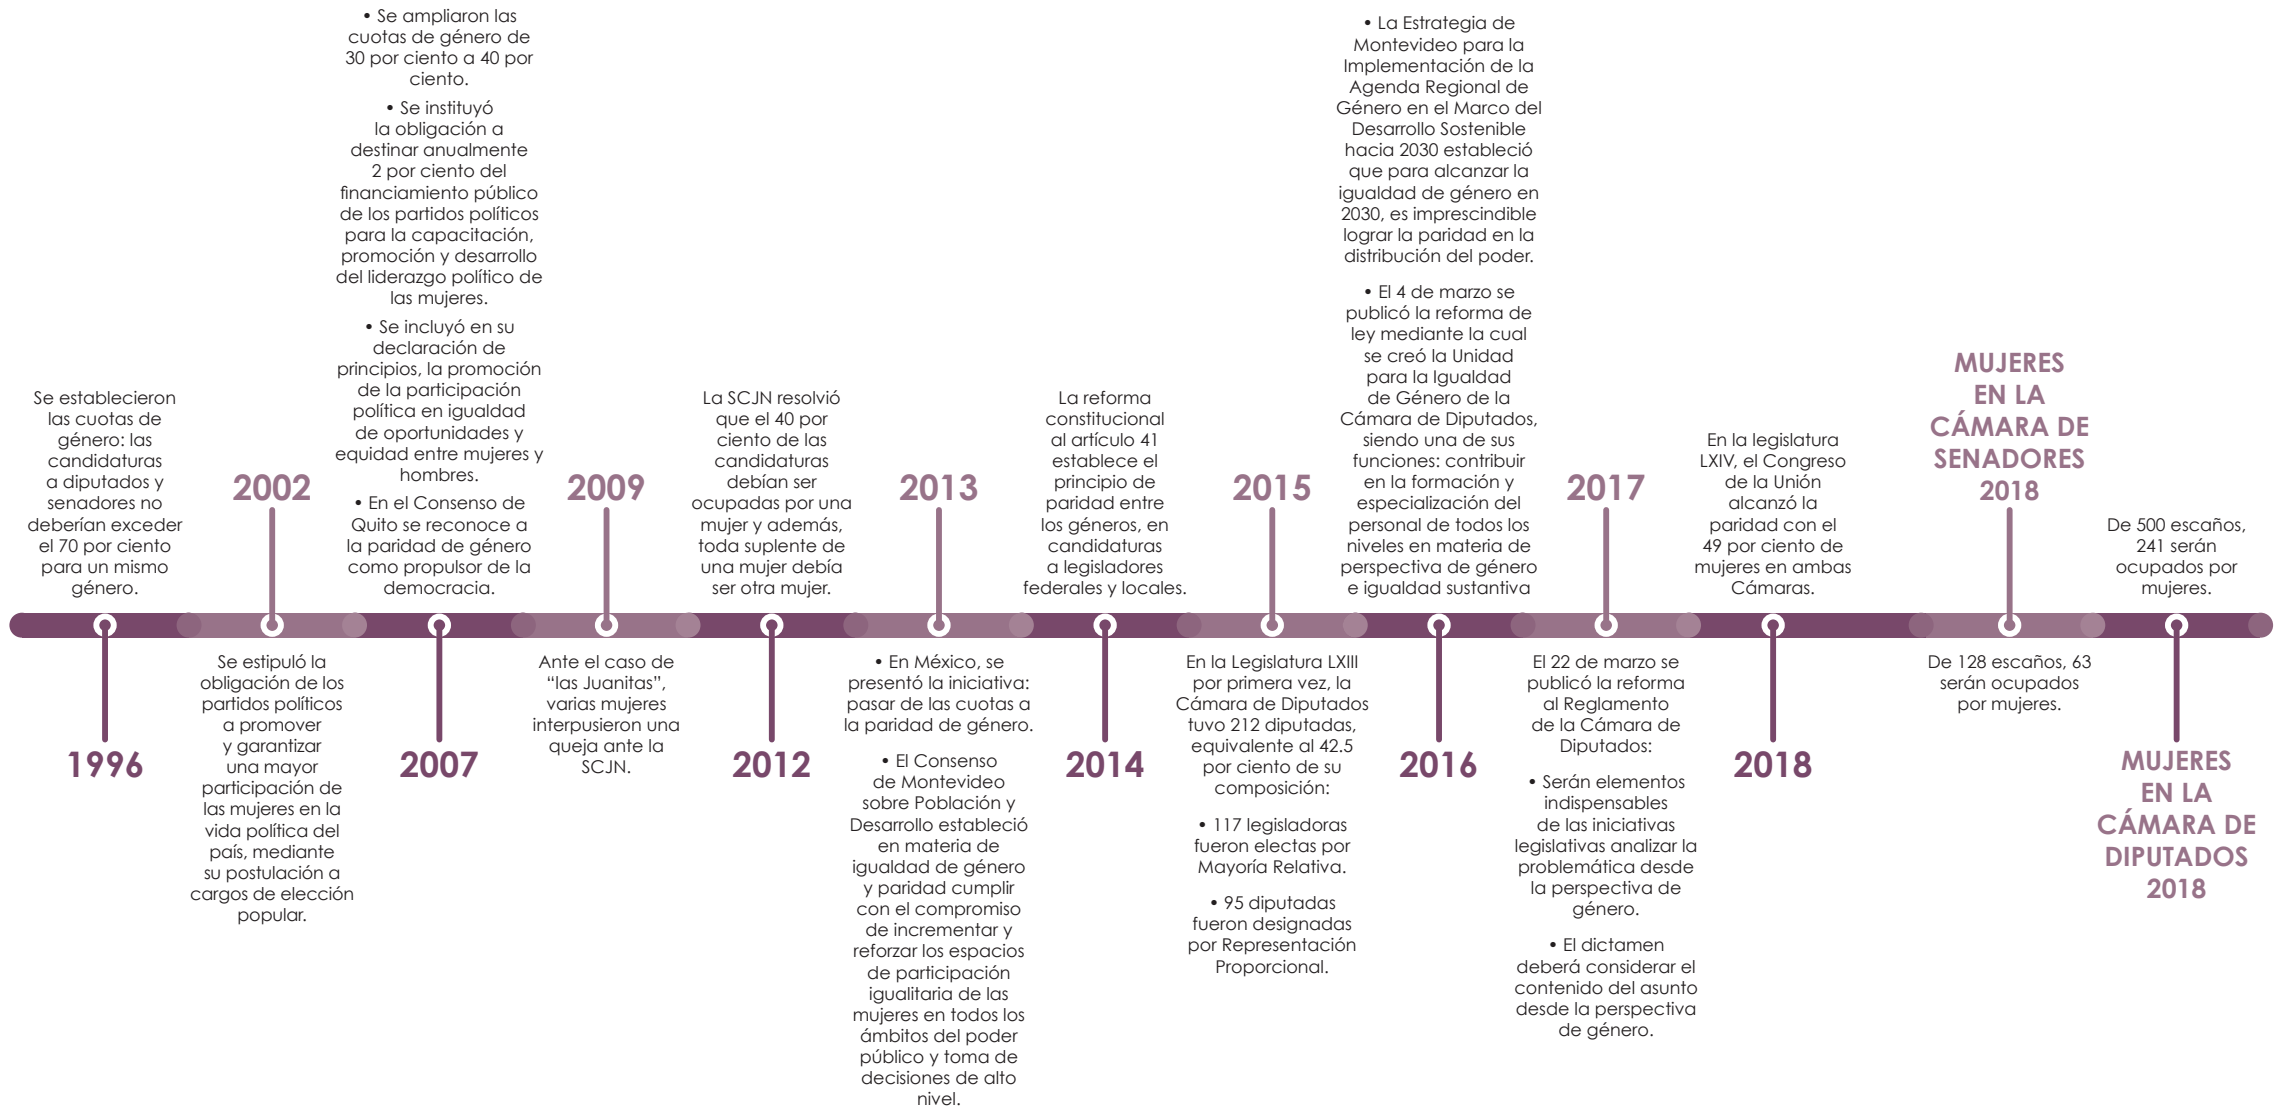 Se establecieron
las cuotas de
género: las
candidaturas
a diputados y
senadores no
deberían exceder
el 70 por ciento
para un mismo
género.
1996
2002
Se estipuló la
obligación de los
partidos políticos
a promover
y garantizar
una mayor
participación de
las mujeres en la
vida política del
país, mediante
su postulación a
cargos de elección
popular.
• Se ampliaron las
cuotas de género de
30 por ciento a 40 por
ciento.
• Se instituyó
la obligación a
destinar anualmente
2 por ciento del
financiamiento público
de los partidos políticos
para la capacitación,
promoción y desarrollo
del liderazgo político de
las mujeres.
• Se incluyó en su
declaración de
principios, la promoción
de la participación
política en igualdad
de oportunidades y
equidad entre mujeres y
hombres.
• En el Consenso de
Quito se reconoce a
la paridad de género
como propulsor de la
democracia.
2007
2009
Ante el caso de
“las Juanitas”,
varias mujeres
interpusieron una
queja ante la
SCJN.
La SCJN resolvió
que el 40 por
ciento de las
candidaturas
debían ser
ocupadas por una
mujer y además,
toda suplente de
una mujer debía
ser otra mujer.
2012
2013
• En México, se
presentó la iniciativa:
pasar de las cuotas a
la paridad de género.
• El Consenso
de Montevideo
sobre Población y
Desarrollo estableció
en materia de
igualdad de género
y paridad cumplir
con el compromiso
de incrementar y
reforzar los espacios
de participación
igualitaria de las
mujeres en todos los
ámbitos del poder
público y toma de
decisiones de alto
nivel.
La reforma
constitucional
al artículo 41
establece el
principio de
paridad entre
los géneros, en
candidaturas
a legisladores
federales y locales.
2014
2015
En la Legislatura LXIII
por primera vez, la
Cámara de Diputados
tuvo 212 diputadas,
equivalente al 42.5
por ciento de su
composición:
• 117 legisladoras
fueron electas por
Mayoría Relativa.
• 95 diputadas
fueron designadas
por Representación
Proporcional.
• La Estrategia de
Montevideo para la
Implementación de la
Agenda Regional de
Género en el Marco del
Desarrollo Sostenible
hacia 2030 estableció
que para alcanzar la
igualdad de género en
2030, es imprescindible
lograr la paridad en la
distribución del poder.
• El 4 de marzo se
publicó la reforma de
ley mediante la cual
se creó la Unidad
para la Igualdad
de Género de la
Cámara de Diputados,
siendo una de sus
funciones: contribuir
en la formación y
especialización del
personal de todos los
niveles en materia de
perspectiva de género
e igualdad sustantiva
2016
2017
El 22 de marzo se
publicó la reforma
al Reglamento
de la Cámara de
Diputados:
• Serán elementos
indispensables
de las iniciativas
legislativas analizar la
problemática desde
la perspectiva de
género.
• El dictamen
deberá considerar el
contenido del asunto
desde la perspectiva
de género.
En la legislatura
LXIV, el Congreso
de la Unión
alcanzó la
paridad con el
49 por ciento de
mujeres en ambas
Cámaras.
2018
MUJERES
EN LA
CÁMARA DE
SENADORES
2018
De 128 escaños, 63
serán ocupados
por mujeres.
De 500 escaños,
241 serán
ocupados por
mujeres.
MUJERES
EN LA
CÁMARA DE
DIPUTADOS
2018